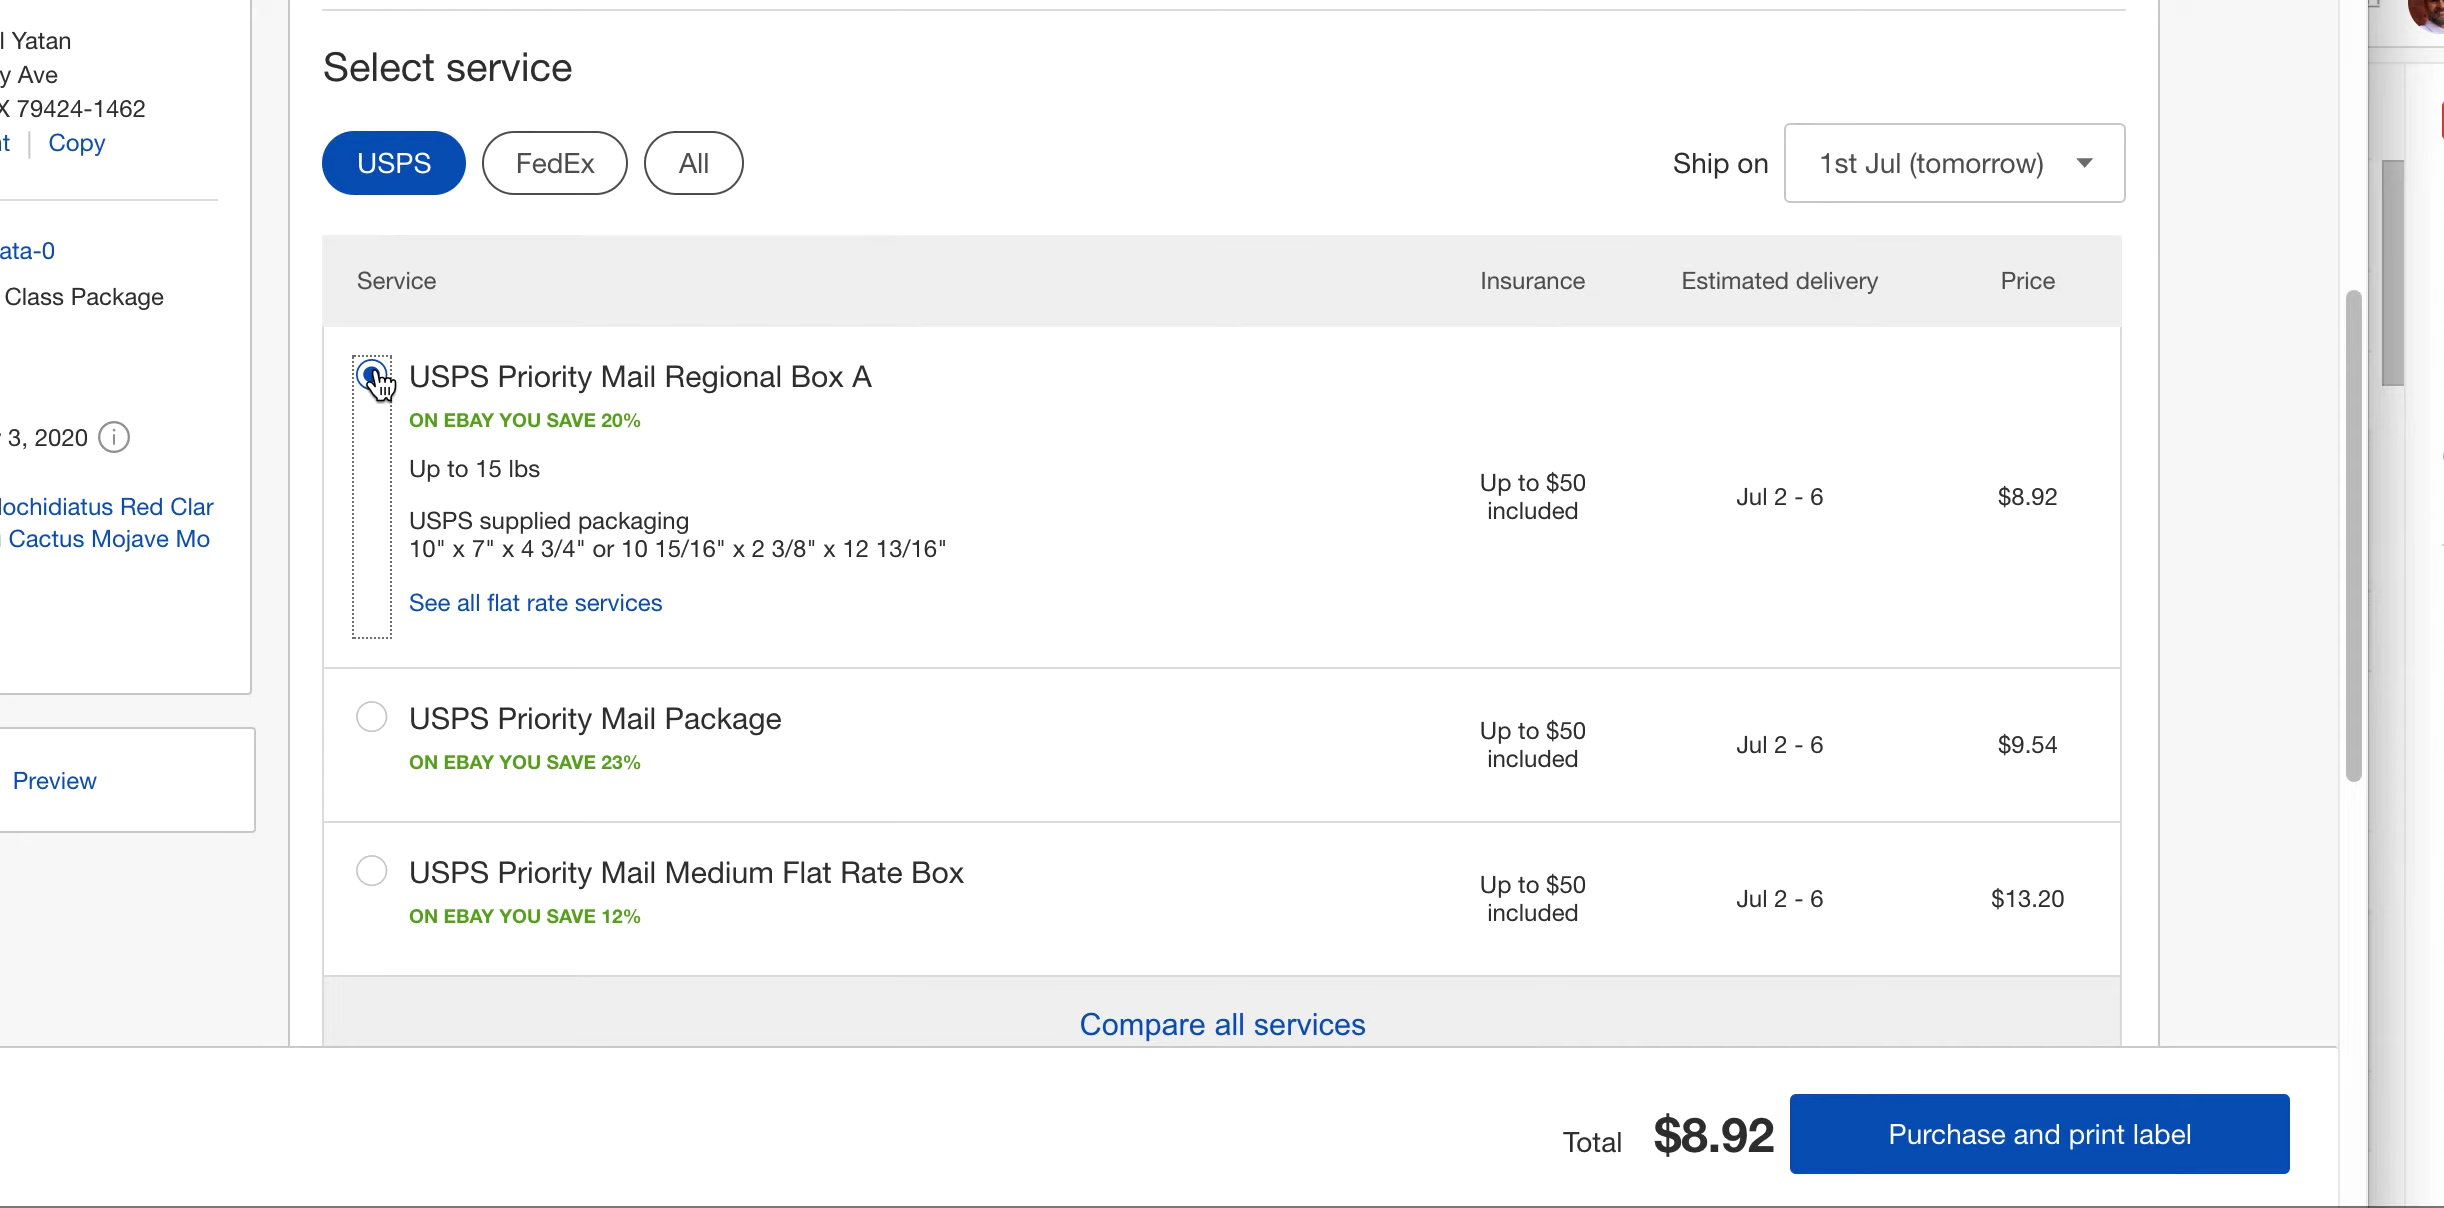 l Yatan
y Ave
X 79424-1462
t | Copy
ata-0
Class Package
3, 2020
lochidiatus Red Clar
Cactus Mojave Mo
Preview
Select service
USPS FedEx All
Ship on 1st Jul (tomorrow)
Service Insurance Estimated delivery Price
USPS Priority Mail Regional Box A
ON EBAY YOU SAVE 20%
Up to 15 lbs
USPS supplied packaging
10" x 7" x 4 3/4" or 10 15/16" x 2 3/8" x 12 13/16"
See all flat rate services
Up to $50
included
Jul 2 - 6
$8.92
USPS Priority Mail Package
ON EBAY YOU SAVE 23%
Up to $50
included
Jul 2 - 6
$9.54
USPS Priority Mail Medium Flat Rate Box
ON EBAY YOU SAVE 12%
Up to $50
included
Jul 2 - 6
$13.20
Compare all services
Total $8.92
Purchase and print label